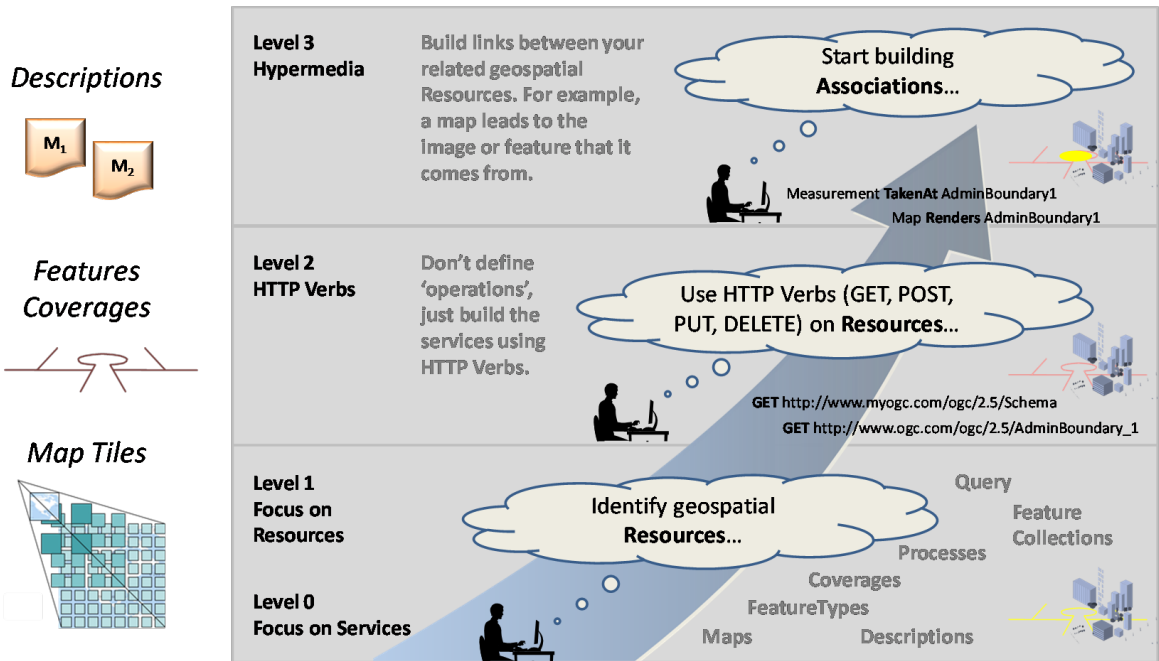 Descriptions
M1
M2
Features
Coverages
Map Tiles
Level 3
Hypermedia
Build links between your
related geospatial
Resources. For example,
a map leads to the
image or feature that it
comes from.
Start building
Associations...
Measurement TakenAt AdminBoundary1
Map Renders AdminBoundary1
Level 2
HTTP Verbs
Don't define
'operations',
just build the
services using
HTTP Verbs.
Use HTTP Verbs (GET, POST,
PUT, DELETE) on Resources...
GET http://www.myogc.com/ogc/2.5/Schema
GET http://www.ogc.com/ogc/2.5/AdminBoundary_1
Level 1
Focus on
Resources
Identify geospatial
Resources...
Query
Feature
Collections
Processes
Coverages
FeatureTypes
Maps
Descriptions
Level 0
Focus on Services